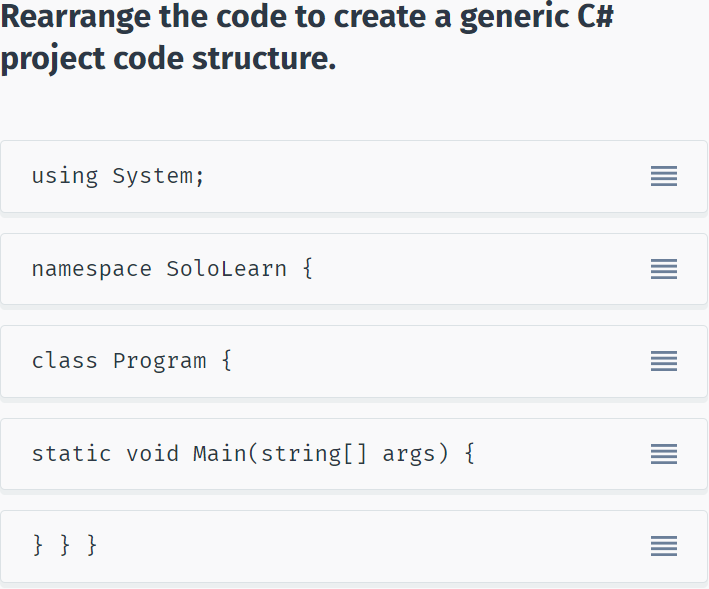 Rearrange the code to create a generic C#
project code structure.
using System;
namespace SoloLearn {
class Program {
static void Main(string[] args) {
} } }